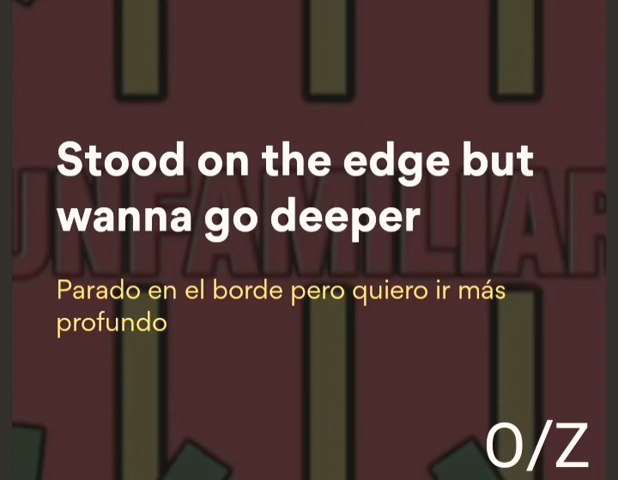 Stood on the edge but
wanna go deeper
UNFAMILIAR
Parado en el borde pero quiero ir más
profundo
O/Z